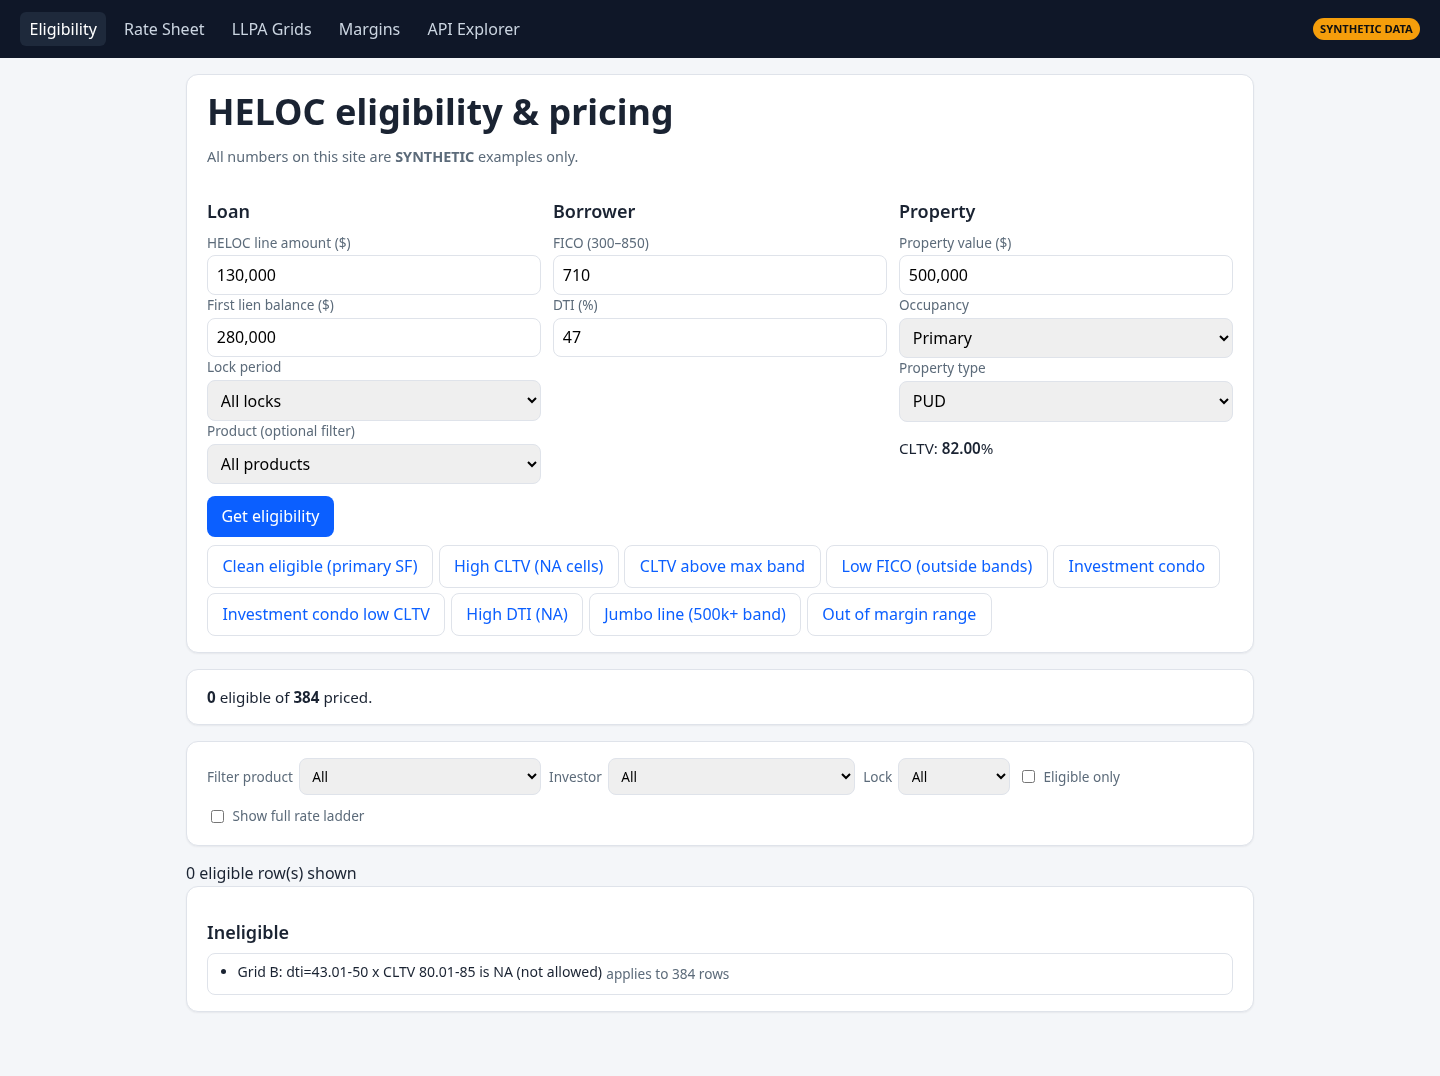 Eligibility Rate Sheet LLPA Grids Margins API Explorer SYNTHETIC DATA
HELOC eligibility & pricing
All numbers on this site are SYNTHETIC examples only.
Loan
HELOC line amount ($)
130,000
First lien balance ($)
280,000
Lock period
All locks
Product (optional filter)
All products
Borrower
FICO (300–850)
710
DTI (%)
47
Property
Property value ($)
500,000
Occupancy
Primary
Property type
PUD
CLTV: 82.00%
Get eligibility
Clean eligible (primary SF) High CLTV (NA cells) CLTV above max band Low FICO (outside bands) Investment condo
Investment condo low CLTV High DTI (NA) Jumbo line (500k+ band) Out of margin range
0 eligible of 384 priced.
Filter product All Investor All Lock All Eligible only
Show full rate ladder
0 eligible row(s) shown
Ineligible
• Grid B: dti=43.01-50 x CLTV 80.01-85 is NA (not allowed) applies to 384 rows